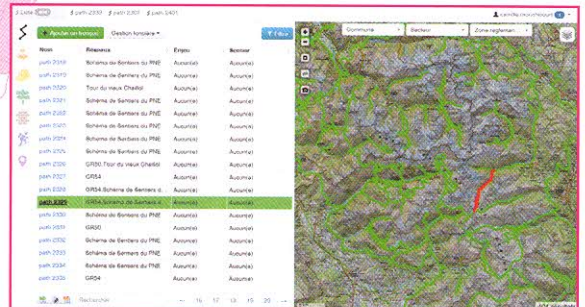 Liste path 2309 path 2307 path 2401
Ajouter un tronçon Gestion foncière Filtrer
Commune Secteur Zone réglement.
Nom Réseaux Enjeu
path 2318 Schéma de Sentiers du PNE Aucun(e) Aucun(e)
path 2319 Schéma de Sentiers du PNE Aucun(e) Aucun(e)
path 2320 Tour du vieux Chaillol Aucun(e) Aucun(e)
path 2321 Schéma de Sentiers du PNE Aucun(e) Aucun(e)
path 2322 Schéma de Sentiers du PNE Aucun(e) Aucun(e)
path 2323 Schéma de Sentiers du PNE Aucun(e) Aucun(e)
path 2324 Schéma de Sentiers du PNE Aucun(e) Aucun(e)
path 2325 Schéma de Sentiers du PNE Aucun(e) Aucun(e)
path 2326 GR50,Tour du vieux Chaillol Aucun(e) Aucun(e)
path 2327 GR54 Aucun(e) Aucun(e)
path 2328 GR54,Schéma de Sentiers d... Aucun(e) Aucun(e)
path 2329 GR54,Schéma de Sentiers d... Aucun(e) Aucun(e)
path 2330 Schéma de Sentiers du PNE Aucun(e) Aucun(e)
path 2331 GR50 Aucun(e) Aucun(e)
path 2332 Schéma de Sentiers du PNE Aucun(e) Aucun(e)
path 2333 Schéma de Sentiers du PNE Aucun(e) Aucun(e)
path 2334 Schéma de Sentiers du PNE Aucun(e) Aucun(e)
path 2335 GR54 Aucun(e) Aucun(e)
Rechercher ← 16 17 18 19 20 →